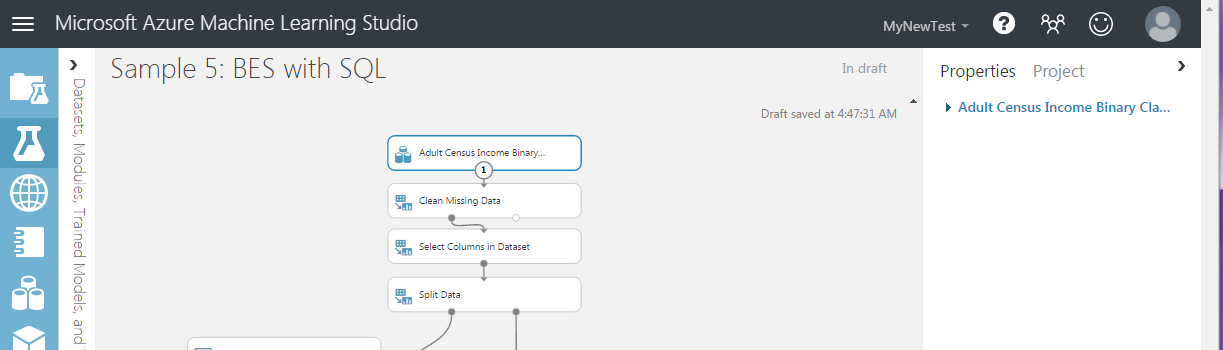 Microsoft Azure Machine Learning Studio
MyNewTest
?
Sample 5: BES with SQL
In draft
Properties
Project
Draft saved at 4:47:31 AM
Adult Census Income Binary Cla...
Datasets, Modules, Trained Models, and
Adult Census Income Binary...
1
Clean Missing Data
Select Columns in Dataset
Split Data